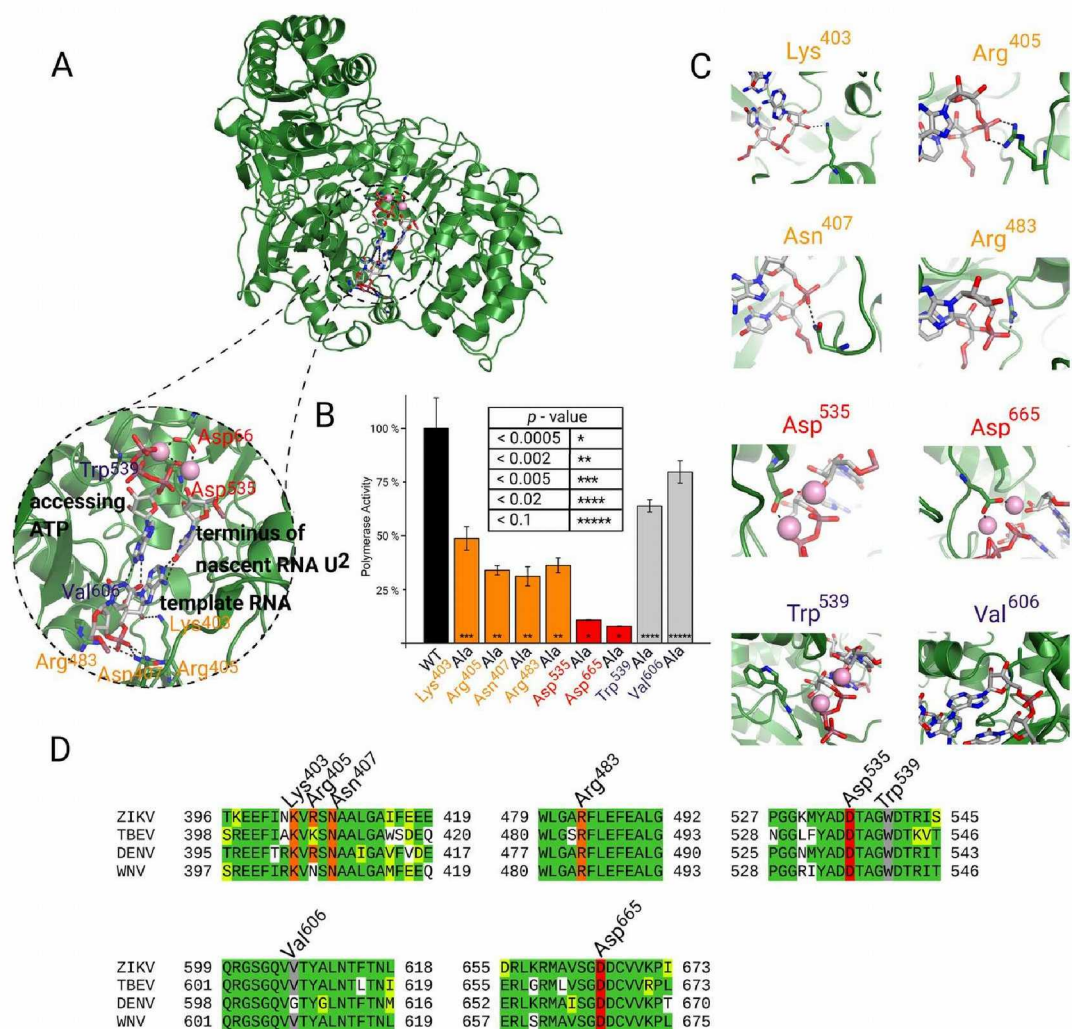 A
C
Lys403
Arg405
Asn407
Arg483
Asp535
Asp665
Trp539
Val606
Asp66
Trp539
Asp535
accessing
ATP
terminus of
nascent RNA U2
Val606
template RNA
Lys403
Arg483
Asn407
Arg405
B
p - value
< 0.0005 *
< 0.002 **
< 0.005 ***
< 0.02 ****
< 0.1 *****
Polymerase Activity
100 %
75 %
50 %
25 %
*** ** ** ** * * **** *****
WT
Lys403Ala
Arg405Ala
Asn407Ala
Arg483Ala
Asp535Ala
Asp665Ala
Trp539Ala
Val606Ala
D
Lys403 Arg405 Asn407 Arg483 Asp535 Trp539
ZIKV 396 TKEEFINKVRSNAALGAIFEEE 419 479 WLGARFLEFEALG 492 527 PGGKMYADDTAGWDTRIS 545
TBEV 398 SREEFIAKVKSNAALGAWSDEQ 420 480 WLGSRFLEFEALG 493 528 NGGLFYADDTAGWDTKVT 546
DENV 395 TREEFTRKVRSNAAIGAVFVDE 417 477 WLGARFLEFEALG 490 525 PGGNMYADDTAGWDTRIT 543
WNV 397 SREEFIRKVNSNAALGAMFEEQ 419 480 WLGARFLEFEALG 493 528 PGGRIYADDTAGWDTRIT 546
Val606 Asp665
ZIKV 599 QRGSGQVVTYALNTFTNL 618 655 DRLKRMAVSGDDCVVKPI 673
TBEV 601 QRGSGQVVTYALNTLTNI 619 655 ERLGRMLVSGDDCVVRPL 673
DENV 598 QRGSGQVGTYGLNTFTNM 616 652 ERLKRMAISGDDCVVKPT 670
WNV 601 QRGSGQVVTYALNTFTNL 619 657 ERLSRMAVSGDDCVVKPL 675